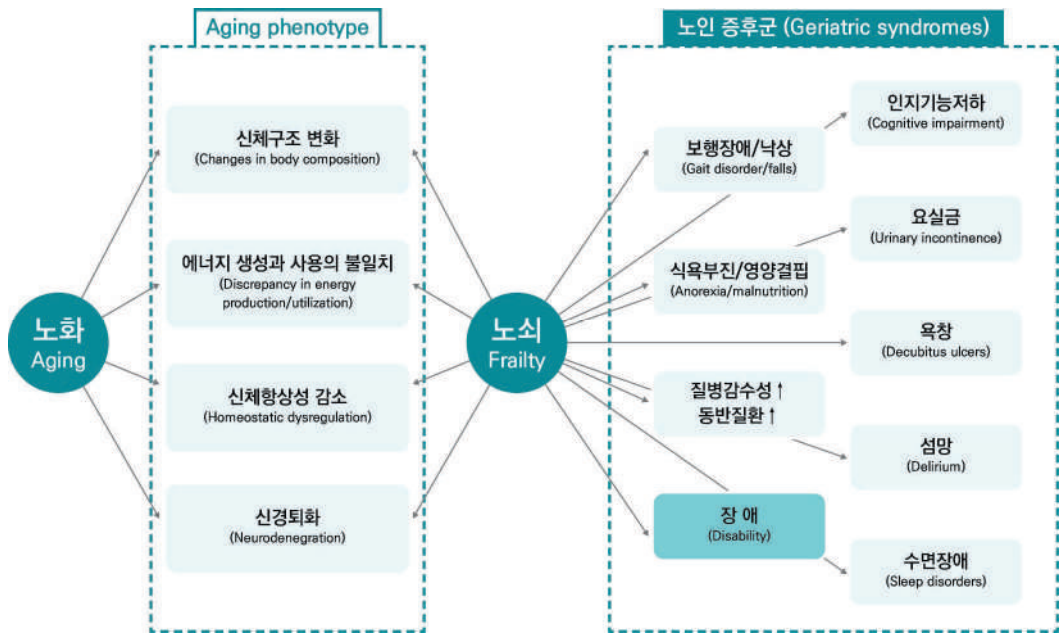 Aging phenotype
노인 증후군 (Geriatric syndromes)
신체구조 변화
(Changes in body composition)
에너지 생성과 사용의 불일치
(Discrepancy in energy
production/utilization)
신체항상성 감소
(Homeostatic dysregulation)
신경퇴화
(Neurodenegration)
노화
Aging
노쇠
Frailty
보행장애/낙상
(Gait disorder/falls)
식욕부진/영양결핍
(Anorexia/malnutrition)
질병감수성↑
동반질환↑
장 애
(Disability)
인지기능저하
(Cognitive impairment)
요실금
(Urinary incontinence)
욕창
(Decubitus ulcers)
섬망
(Delirium)
수면장애
(Sleep disorders)